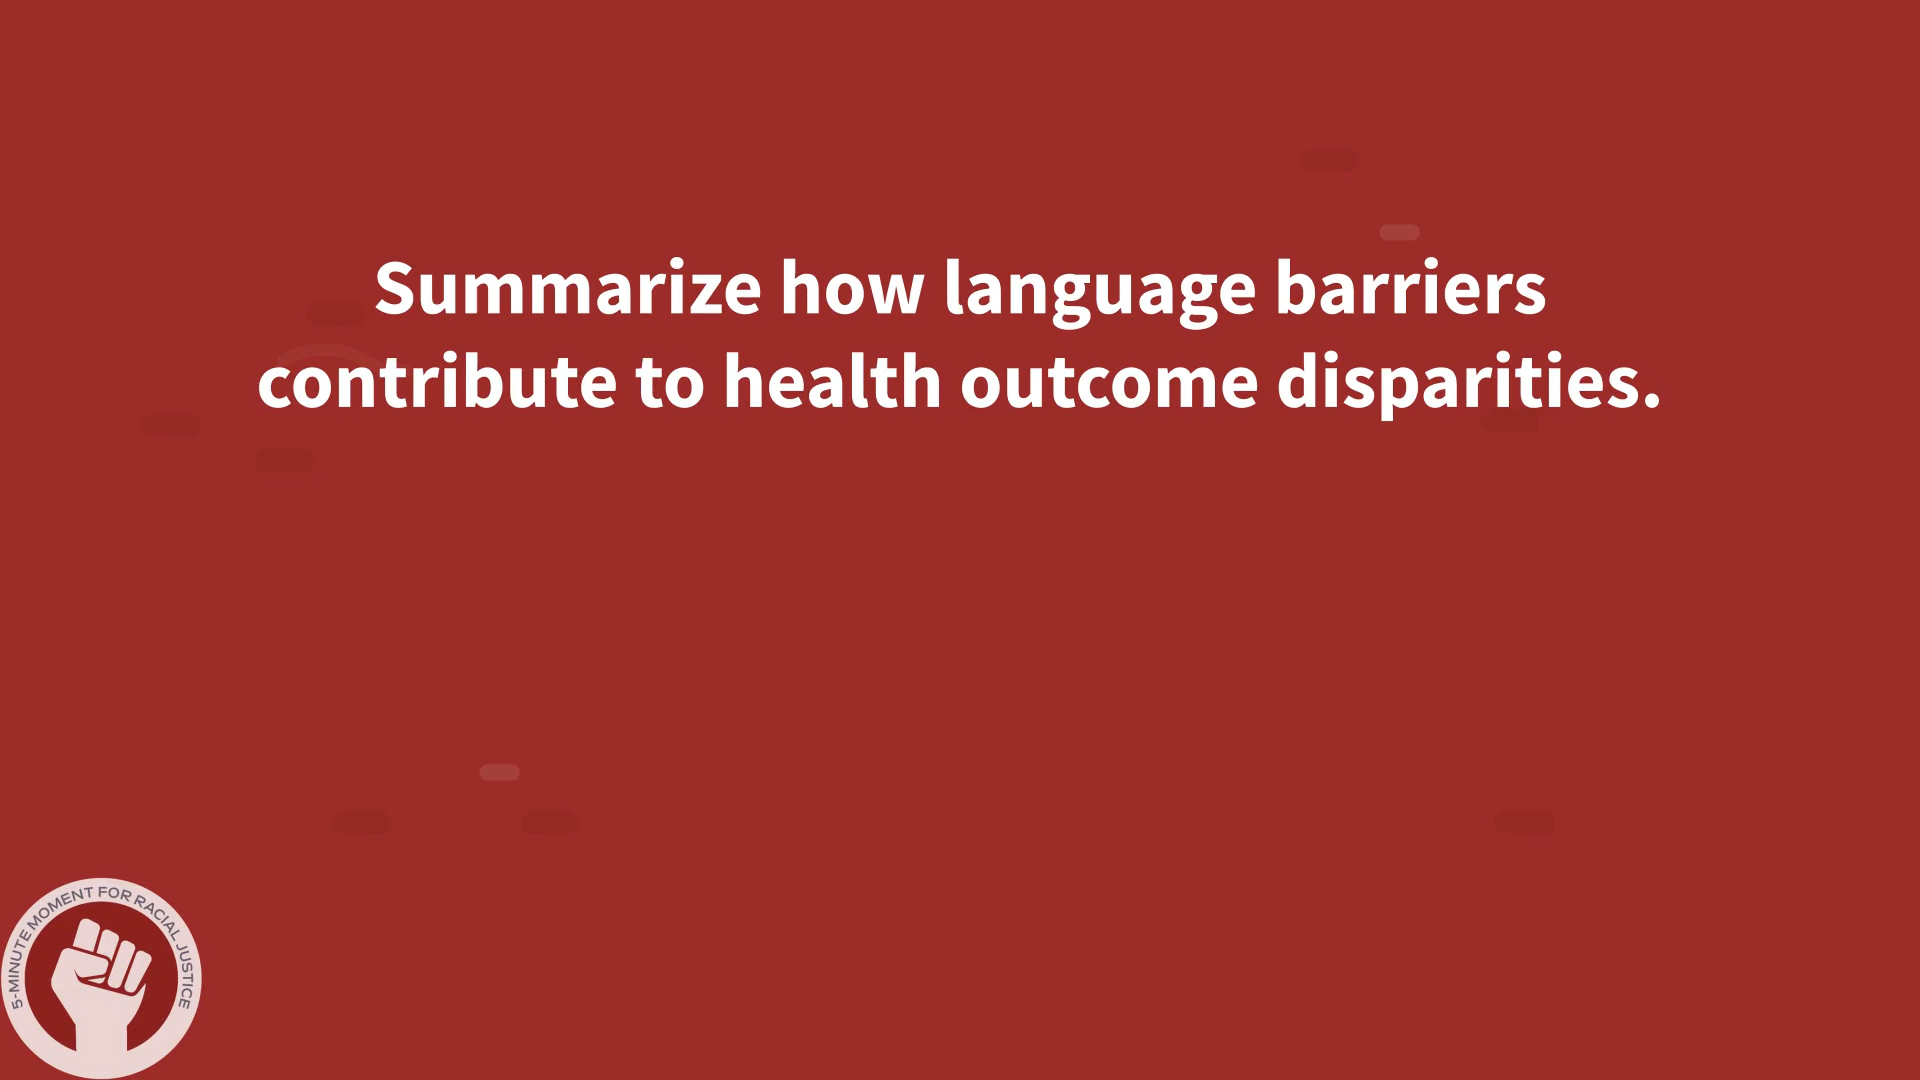 Summarize how language barriers
contribute to health outcome disparities.
5-MINUTE MOMENT FOR RACIAL JUSTICE